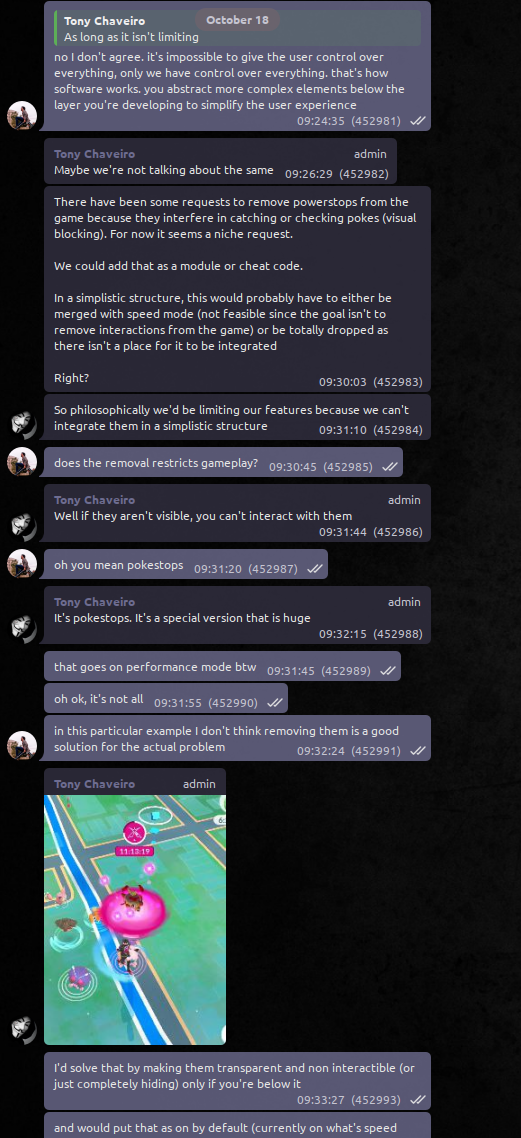 October 18
Tony Chaveiro
As long as it isn't limiting
no I don't agree. it's impossible to give the user control over
everything, only we have control over everything. that's how
software works. you abstract more complex elements below the
layer you're developing to simplify the user experience
09:24:35 (452981)
Tony Chaveiro admin
Maybe we're not talking about the same 09:26:29 (452982)
There have been some requests to remove powerstops from the
game because they interfere in catching or checking pokes (visual
blocking). For now it seems a niche request.
We could add that as a module or cheat code.
In a simplistic structure, this would probably have to either be
merged with speed mode (not feasible since the goal isn't to
remove interactions from the game) or be totally dropped as
there isn't a place for it to be integrated
Right? 09:30:03 (452983)
So philosophically we'd be limiting our features because we can't
integrate them in a simplistic structure 09:31:10 (452984)
does the removal restricts gameplay? 09:30:45 (452985)
Tony Chaveiro admin
Well if they aren't visible, you can't interact with them
09:31:44 (452986)
oh you mean pokestops 09:31:20 (452987)
Tony Chaveiro admin
It's pokestops. It's a special version that is huge
09:32:15 (452988)
that goes on performance mode btw 09:31:45 (452989)
oh ok, it's not all 09:31:55 (452990)
in this particular example I don't think removing them is a good
solution for the actual problem 09:32:24 (452991)
Tony Chaveiro admin
6:
11:13:19
I'd solve that by making them transparent and non interactible (or
just completely hiding) only if you're below it
09:33:27 (452993)
and would put that as on by default (currently on what's speed